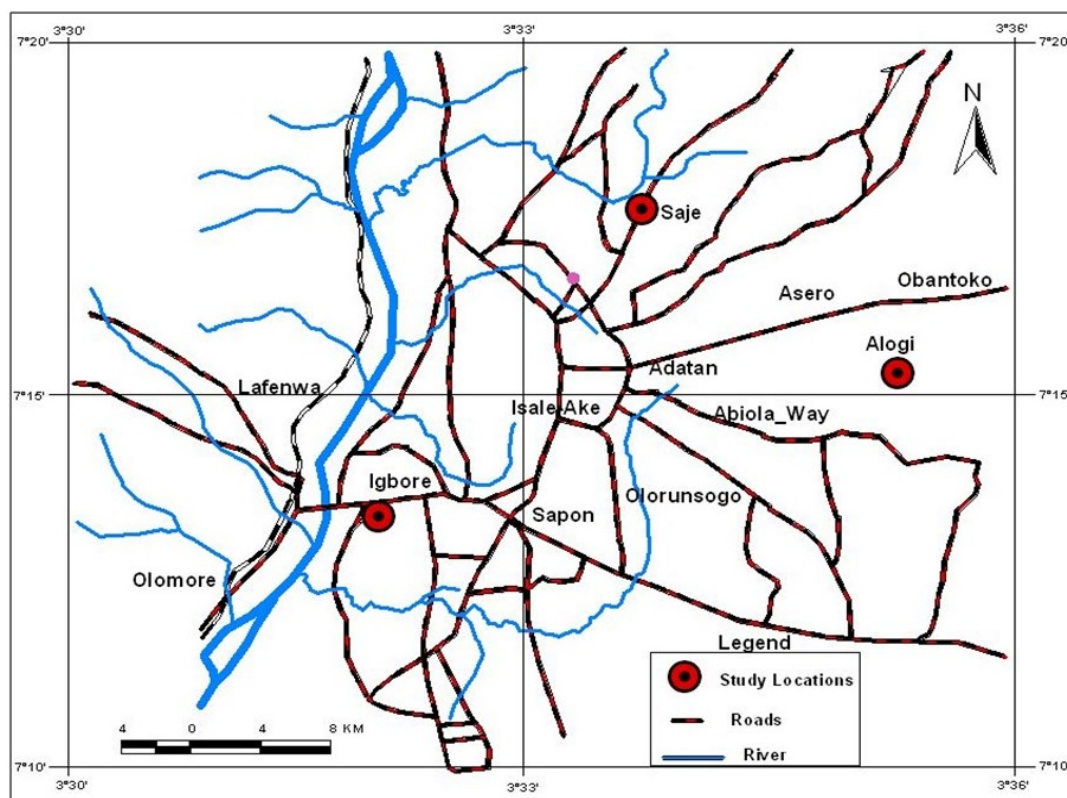 3°30'
3°33'
3°36'
7°20'
7°20'
N
Saje
Obantoko
Asero
Alogi
Adatan
Lafenwa
7°15'
7°15'
Isale Ake
Abiola_Way
Igbore
Olorunsogo
Sapon
Olomore
Legend
Study Locations
Roads
River
4 0 4 8 KM
7°10'
7°10'
3°30'
3°33'
3°36'